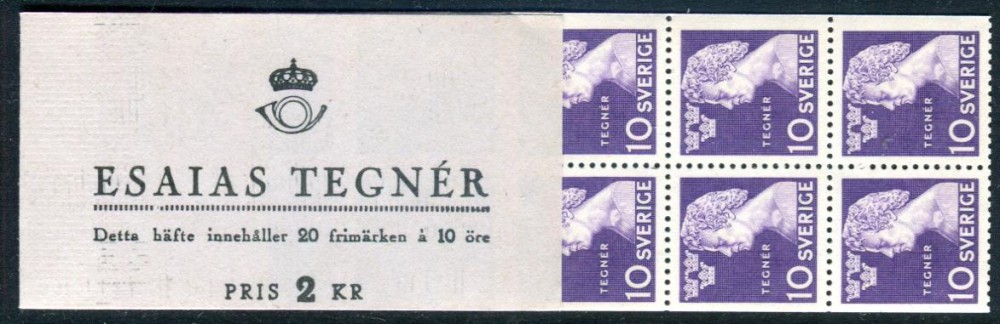 ESAIAS TEGNÉR
Detta häfte innehåller 20 frimärken å 10 öre
PRIS 2 KR
10 SVERIGE
TEGNÉR
10 SVERIGE
TEGNÉR
10 SVERIGE
TEGNÉR
10 SVERIGE
TEGNÉR
10 SVERIGE
TEGNÉR
10 SVERIGE
TEGNÉR